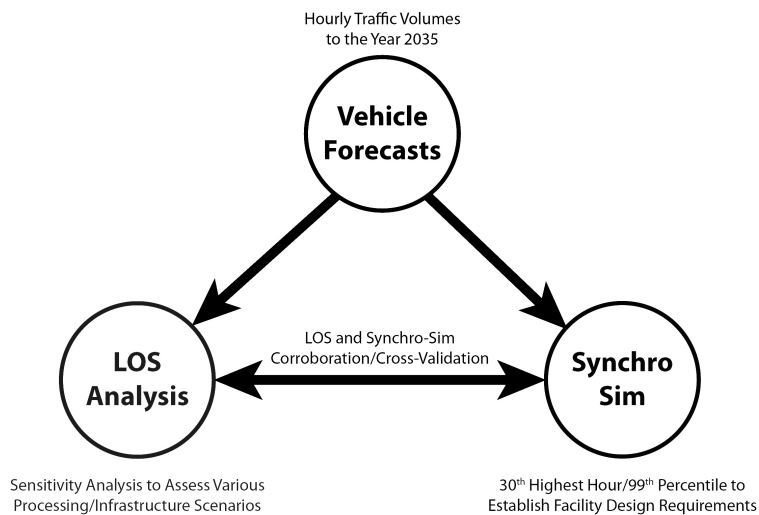 Hourly Traffic Volumes
to the Year 2035
Vehicle
Forecasts
LOS and Synchro-Sim
Corroboration/Cross-Validation
LOS
Analysis
Synchro
Sim
Sensitivity Analysis to Assess Various
Processing/Infrastructure Scenarios
30th Highest Hour/99th Percentile to
Establish Facility Design Requirements